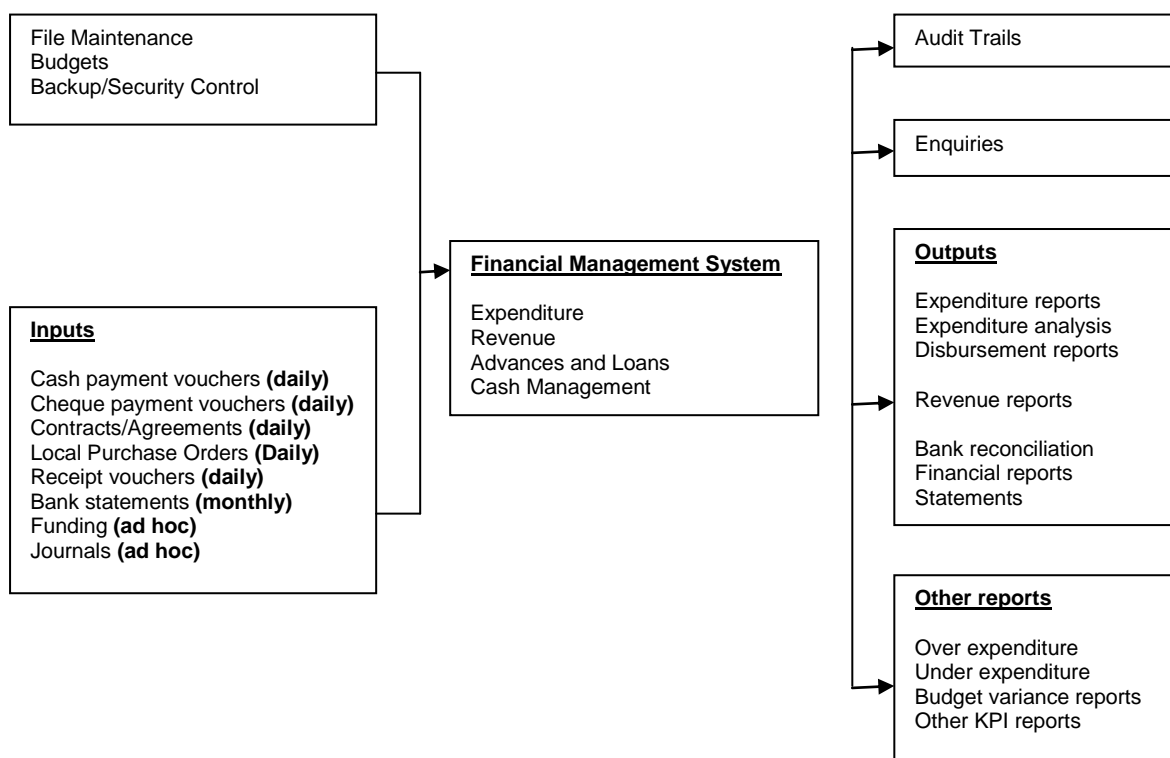 File Maintenance
Budgets
Backup/Security Control
Inputs
Cash payment vouchers (daily)
Cheque payment vouchers (daily)
Contracts/Agreements (daily)
Local Purchase Orders (Daily)
Receipt vouchers (daily)
Bank statements (monthly)
Funding (ad hoc)
Journals (ad hoc)
Financial Management System
Expenditure
Revenue
Advances and Loans
Cash Management
Audit Trails
Enquiries
Outputs
Expenditure reports
Expenditure analysis
Disbursement reports
Revenue reports
Bank reconciliation
Financial reports
Statements
Other reports
Over expenditure
Under expenditure
Budget variance reports
Other KPI reports